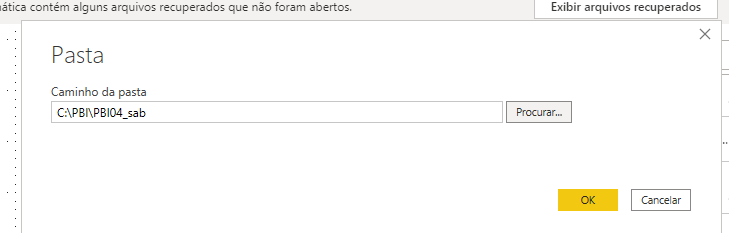 mática contém alguns arquivos recuperados que não foram abertos.
Exibir arquivos recuperados
Pasta
Caminho da pasta
C:\PBI\PBI04_sab
Procurar...
OK
Cancelar